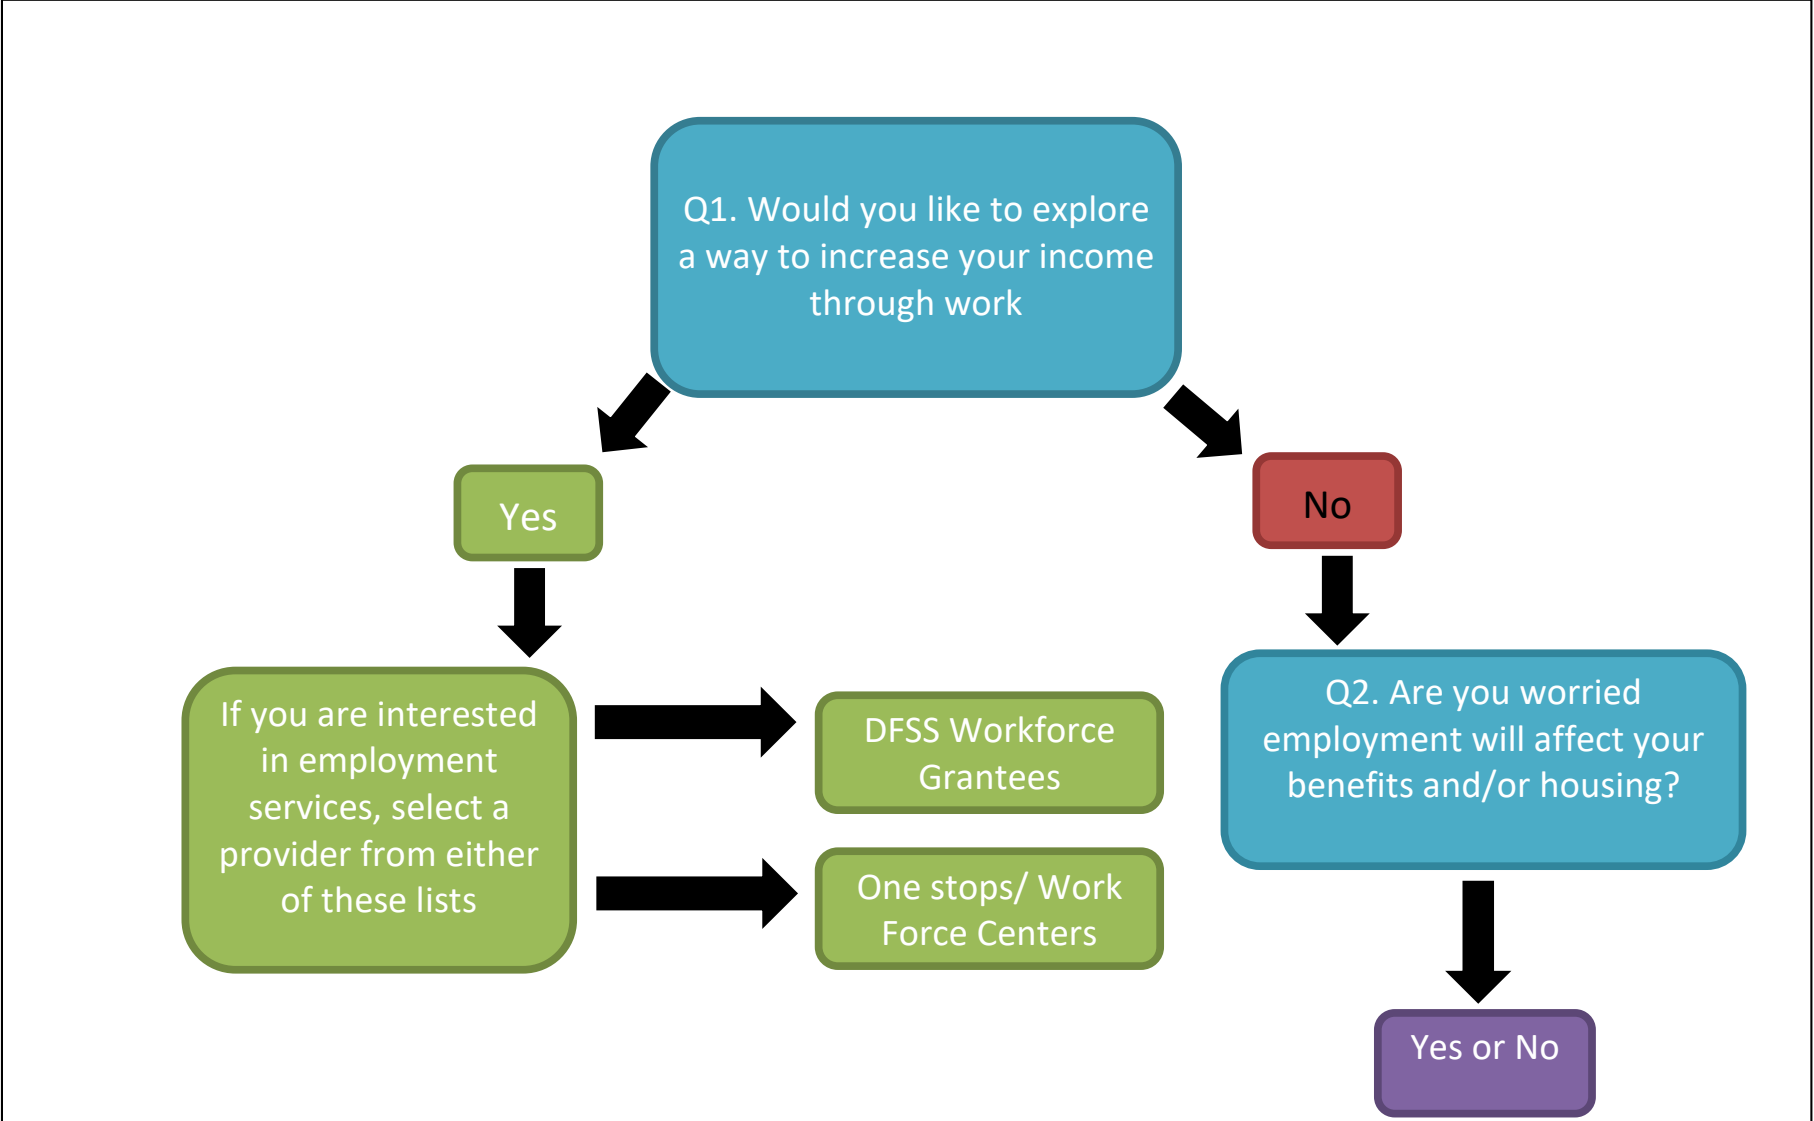 Q1. Would you like to explore
a way to increase your income
through work
Yes
No
If you are interested
in employment
services, select a
provider from either
of these lists
DFSS Workforce
Grantees
One stops/ Work
Force Centers
Q2. Are you worried
employment will affect your
benefits and/or housing?
Yes or No